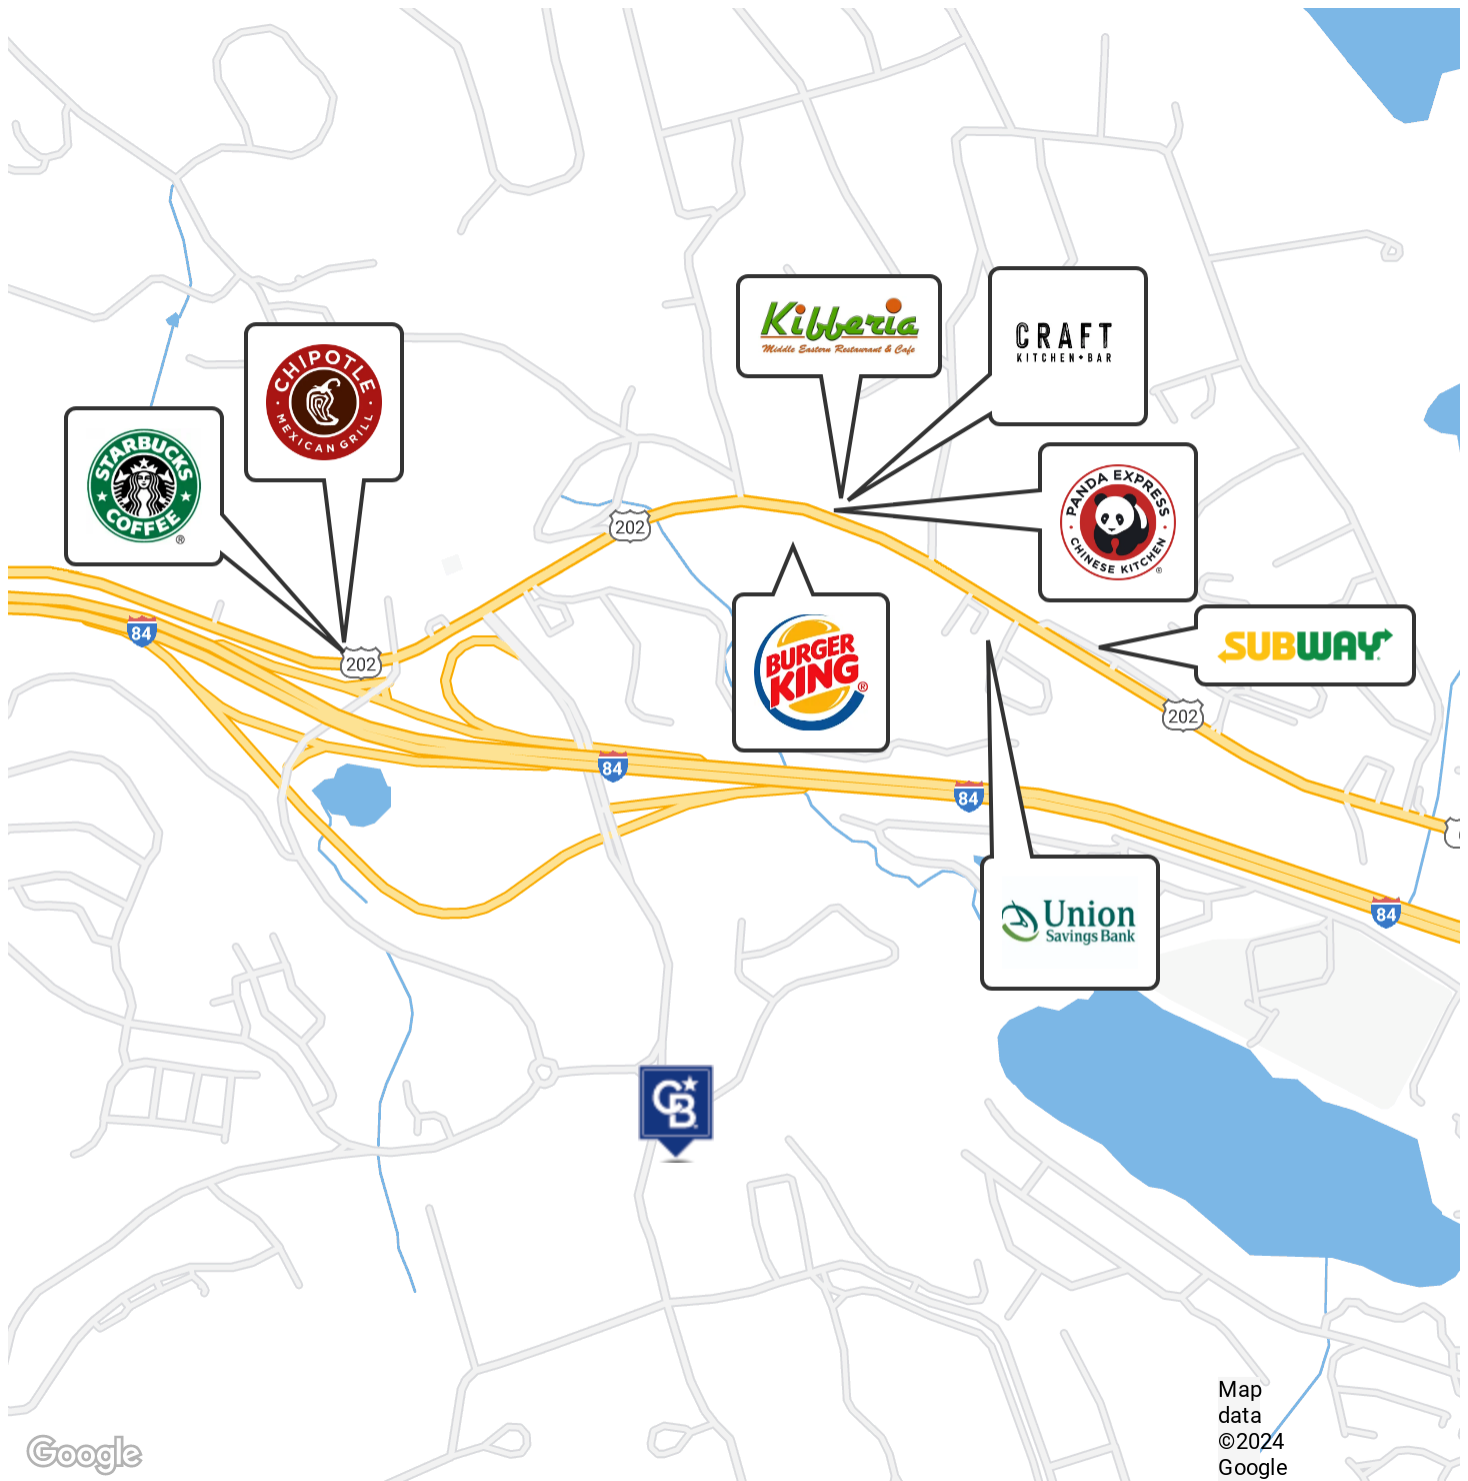 Kibberia
Middle Eastern Restaurant & Cafe
CRAFT
KITCHEN+BAR
CHIPOTLE
MEXICAN GRILL
STARBUCKS
COFFEE
®
PANDA EXPRESS
CHINESE KITCHEN
®
202
BURGER
KING
®
SUBWAY
84
202
202
84
84
Union
Savings Bank
84
CB
Map
data
©2024
Google
Google